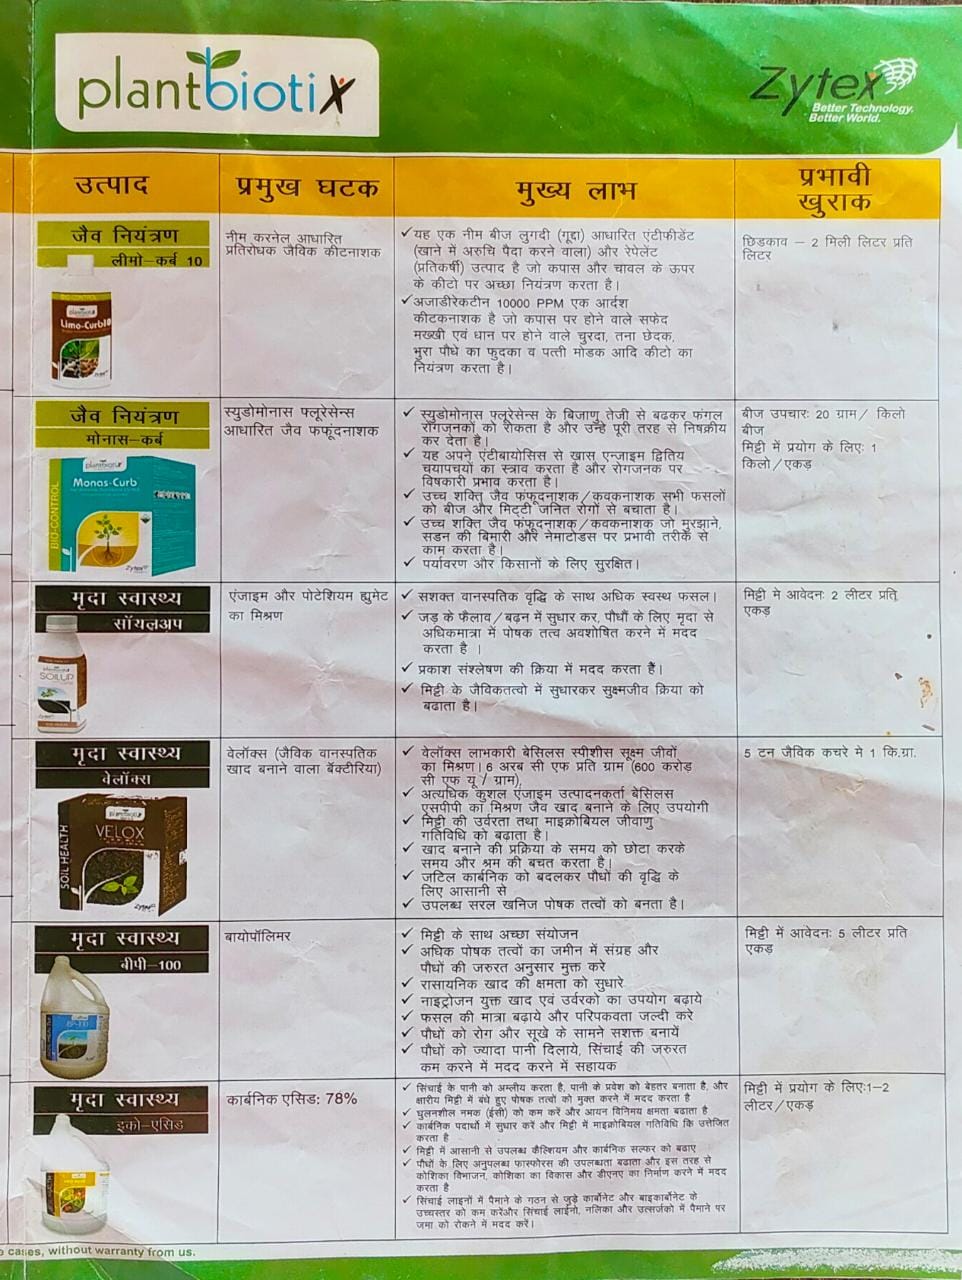 plantbiotix
Zytex
Better Technology.
Better World.
उत्पाद
प्रमुख घटक
मुख्य लाभ
प्रभावी
खुराक
जैव नियंत्रण
लीमो–कर्ब 10
plantbiotix
Limo-Curb10
नीम करनेल आधारित
प्रतिरोधक जैविक कीटनाशक
✓यह एक नीम बीज लुगदी (गूद्दा) आधारित एंटीफीडेंट
(खाने में अरुचि पैदा करने वाला) और रेपेलेंट
(प्रतिकर्षी) उत्पाद है जो कपास और चावल के ऊपर
के कीटो पर अच्छा नियंत्रण करता है।
✓अजाडीरेकटीन 10000 PPM एक आर्दश
कीटकनाशक है जो कपास पर होने वाले सफेद
मख्खी एवं धान पर होने वाले चुरदा, तना छेदक,
भुरा पौधे का फुदका व पत्ती मोडक आदि कीटो का
नियंत्रण करता है।
छिडकाव – 2 मिली लिटर प्रति
लिटर
जैव नियंत्रण
मोनास–कर्ब
plantbiotix
Monas-Curb
BIO-CONTROL
Zytex
स्युडोमोनास फ्लूरेसेन्स
आधारित जैव फफूंदनाशक
✓ स्युडोमोनास फ्लूरेसेन्स के बिजाणु तेजी से बढकर फंगल
रोगजनकों को रोकता है और उन्हे पूरी तरह से निषक्रीय
कर देता है।
✓ यह अपने एंटीबायोसिस से खास एन्जाइम द्वितिय
चयापचयों का स्त्राव करता है और रोगजनक पर
विषकारी प्रभाव करता है।
✓ उच्च शक्ति जैव फंफूदनाशक/कवकनाशक सभी फसलों
को बीज और मिट्टी जनित रोगों से बचाता है।
✓ उच्च शक्ति जैव फंफूदनाशक/कवकनाशक जो मुरझाने,
सडन की बिमारी और नेमाटोडस पर प्रभावी तरीके से
काम करता है।
✓ पर्यावरण और किसानों के लिए सुरक्षित।
बीज उपचार: 20 ग्राम/ किलो
बीज
मिट्टी में प्रयोग के लिए: 1
किलो/एकड़
मृदा स्वास्थ्य
सॉयलअप
SOILUP
एंजाइम और पोटेशियम ह्युमेट
का मिश्रण
✓ सशक्त वानस्पतिक वृद्धि के साथ अधिक स्वस्थ फसल।
✓ जड़ के फैलाव/बढ़न में सुधार कर, पौधौं के लिए मृदा से
अधिकमात्रा में पोषक तत्व अवशोषित करने में मदद
करता है ।
✓ प्रकाश संश्लेषण की क्रिया में मदद करता हैं।
✓ मिट्टी के जैविकतत्वो में सुधारकर सुक्ष्मजीव क्रिया को
बढाता है।
मिट्टी मे आवेदन: 2 लीटर प्रति
एकड़
मृदा स्वास्थ्य
वेलॉक्स
plantbiotix
VELOX
SOIL HEALTH
Zytex
वेलॉक्स (जैविक वानस्पतिक
खाद बनाने वाला बॅक्टीरिया)
✓ वेलॉक्स लाभकारी बेसिलस स्पीशीस सूक्ष्म जीवों
का मिश्रण। 6 अरब सी एफ प्रति ग्राम (600 करोड़
सी एफ यू / ग्राम),
✓ अत्यधिक कुशल एंजाइम उत्पादनकर्ता बेसिलस
एसपीपी का मिश्रण जैव खाद बनाने के लिए उपयोगी
✓ मिट्टी की उर्वरता तथा माइक्रोबियल जीवाणु
गतिविधि को बढाता है।
✓ खाद बनाने की प्रक्रिया के समय को छोटा करके
समय और श्रम की बचत करता है।
✓ जटिल कार्बनिक को बदलकर पौधों की वृद्धि के
लिए आसानी से
✓ उपलब्ध सरल खनिज पोषक तत्वों को बनता है।
5 टन जैविक कचरे मे 1 कि.ग्रा.
मृदा स्वास्थ्य
बीपी–100
BP-100
बायोपॉलिमर
✓ मिट्टी के साथ अच्छा संयोजन
✓ अधिक पोषक तत्वों का जमीन में संग्रह और
पौधों की जरुरत अनुसार मुक्त करे
✓ रासायनिक खाद की क्षमता को सुधारे
✓ नाइट्रोजन युक्त खाद एवं उर्वरको का उपयोग बढ़ाये
✓ फसल की मात्रा बढ़ाये और परिपकवता जल्दी करे
✓ पौधों को रोग और सूखे के सामने सशक्त बनायें
✓ पौधों को ज्यादा पानी दिलाये, सिंचाई की जरुरत
कम करने में मदद करने में सहायक
मिट्टी में आवेदन: 5 लीटर प्रति
एकड़
मृदा स्वास्थ्य
इको–एसिड
कार्बनिक एसिड: 78%
✓ सिंचाई के पानी को अम्लीय करता है, पानी के प्रवेश को बेहतर बनाता है, और
क्षारीय मिट्टी में बंधे हुए पोषक तत्वों को मुक्त करने में मदद करता है
✓ घुलनशील नमक (ईसी) को कम करें और आयन विनिमय क्षमता बढाता है
✓ कार्बनिक पदार्थो में सुधार करें और मिट्टी में माइक्रोबियल गतिविधि कि उत्तेजित
करता है
✓ मिट्टी में आसानी से उपलब्ध कैल्शियम और कार्बनिक सल्फर को बढाए
✓ पौधों के लिए अनुपलब्ध फास्फोरस की उपलब्धता बढाता और इस तरह से
कोशिका विभाजन, कोशिका का विकास और डीएनए का निर्माण करने में मदद
करता है
✓ सिंचाई लाइनों में पैमाने के गठन से जुड़े कार्बोनेट और बाइकार्बोनेट के
उच्चस्तर को कम करेंऔर सिंचाई लाईनो, नलिका और उत्सर्जको में पैमाने पर
जमा को रोकने में मदद करें।
मिट्टी में प्रयोग के लिए:1–2
लीटर/एकड़
cases, without warranty from us.